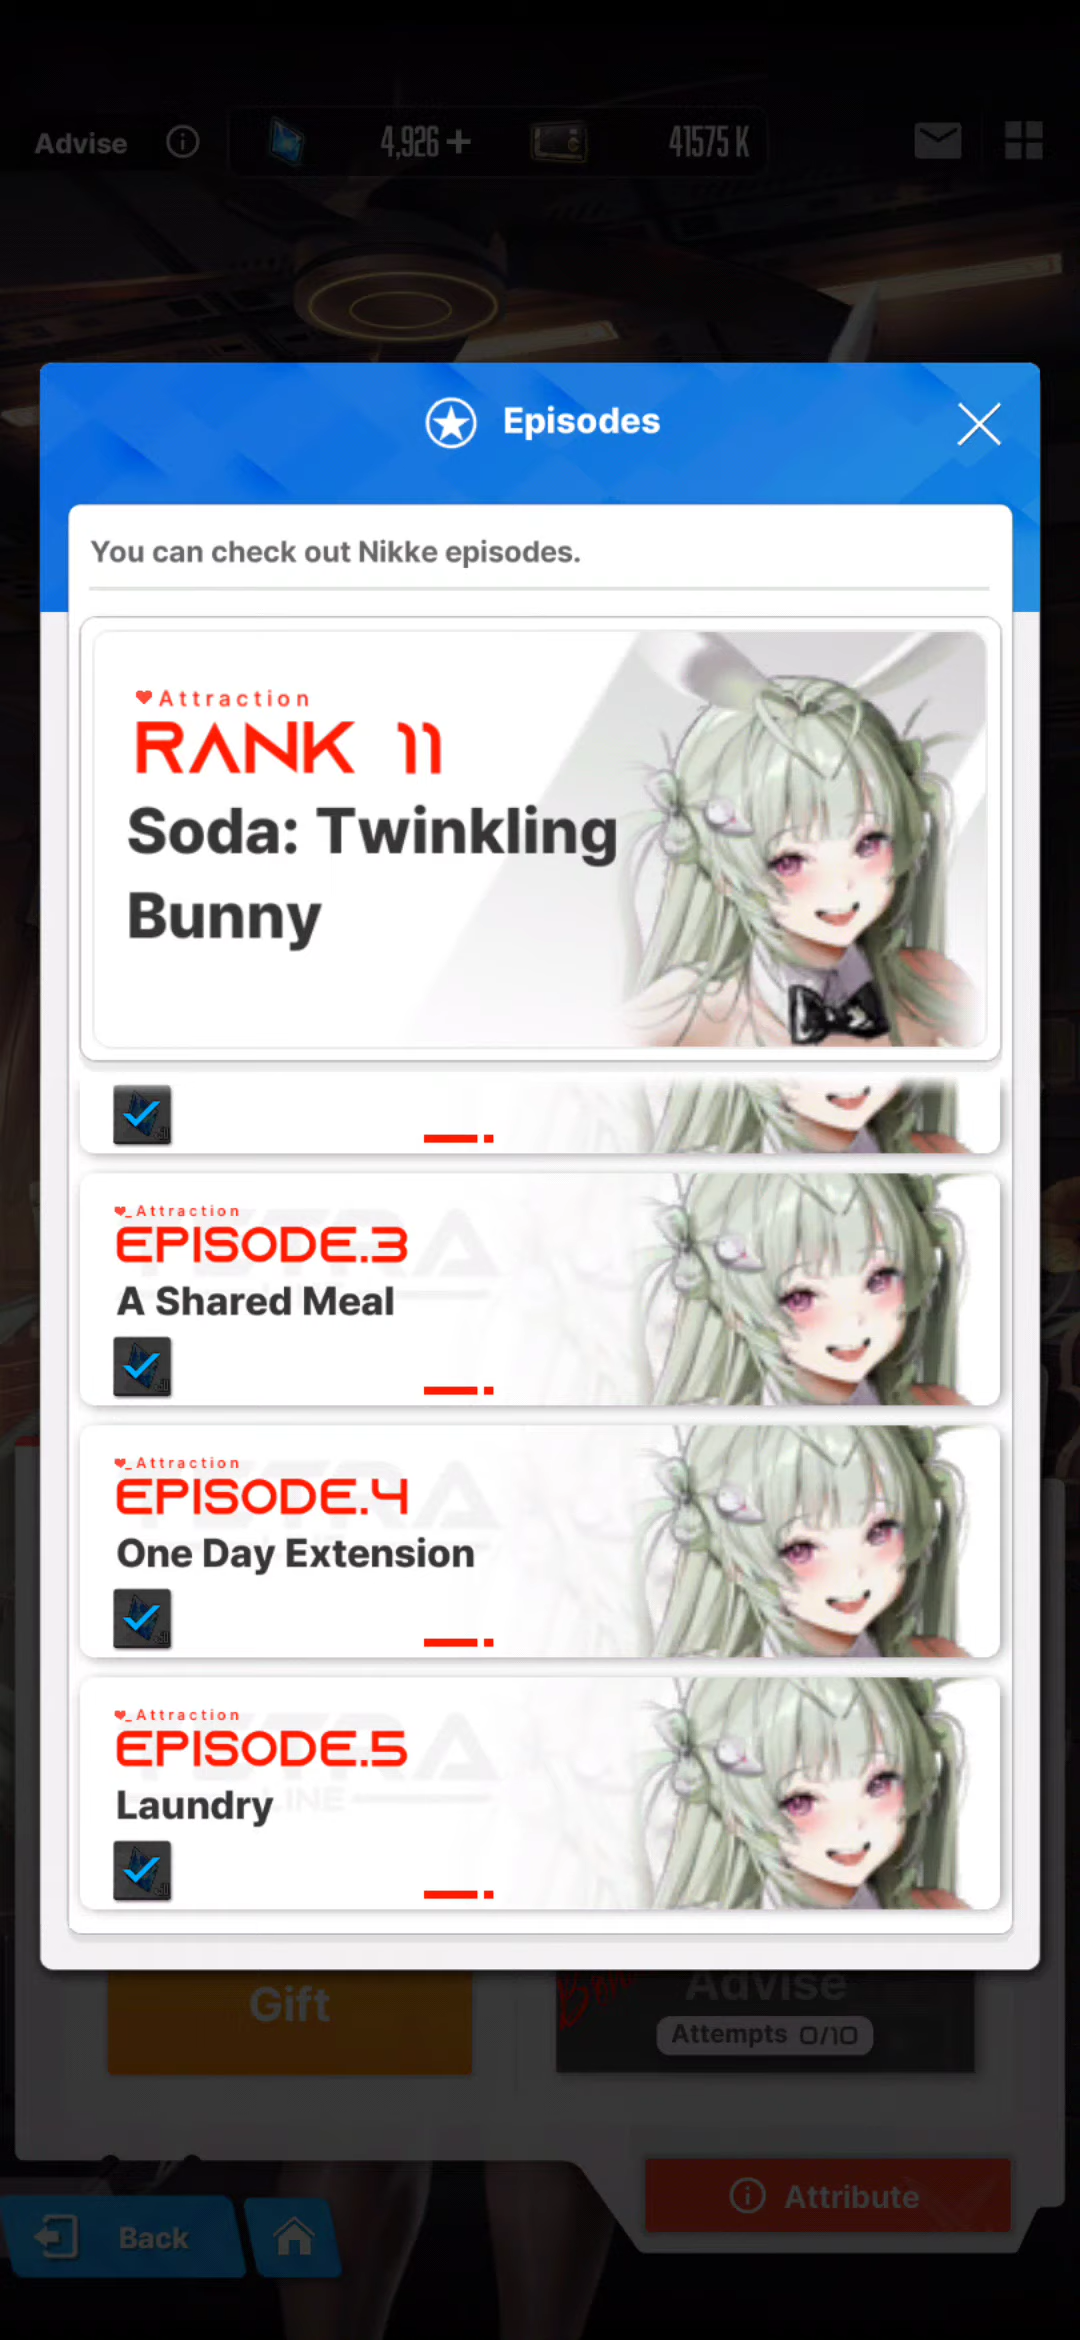 Advise
4,926
41575 K
Episodes
You can check out Nikke episodes.
Attraction
RANK 11
Soda: Twinkling
Bunny
Attraction
EPISODE.3
A Shared Meal
Attraction
EPISODE.4
One Day Extension
Attraction
EPISODE.5
Laundry
Gift
Advise
Attempts 0/10
Attribute
Back